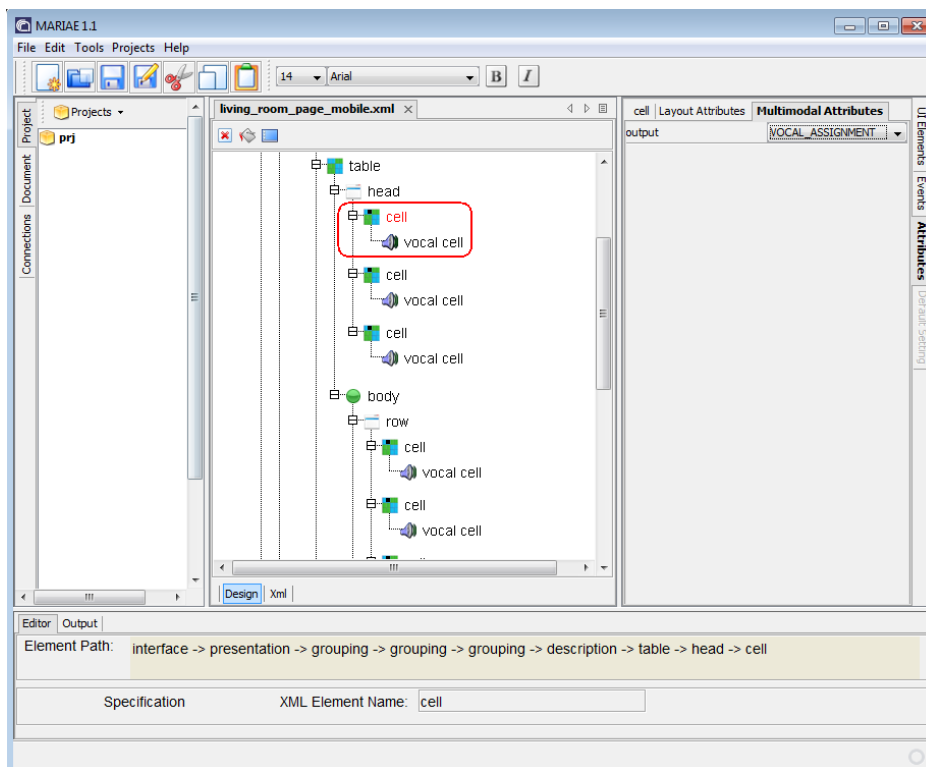 MARIAE 1.1
File Edit Tools Projects Help
14 Arial B I
Project
Document
Connections
Projects
prj
living_room_page_mobile.xml
table
head
cell
vocal cell
cell
vocal cell
cell
vocal cell
body
row
cell
vocal cell
cell
vocal cell
Design Xml
cell Layout Attributes Multimodal Attributes
output VOCAL_ASSIGNMENT
UI Elements
Events
Attributes
Default Setting
Editor Output
Element Path: interface -> presentation -> grouping -> grouping -> grouping -> description -> table -> head -> cell
Specification XML Element Name: cell